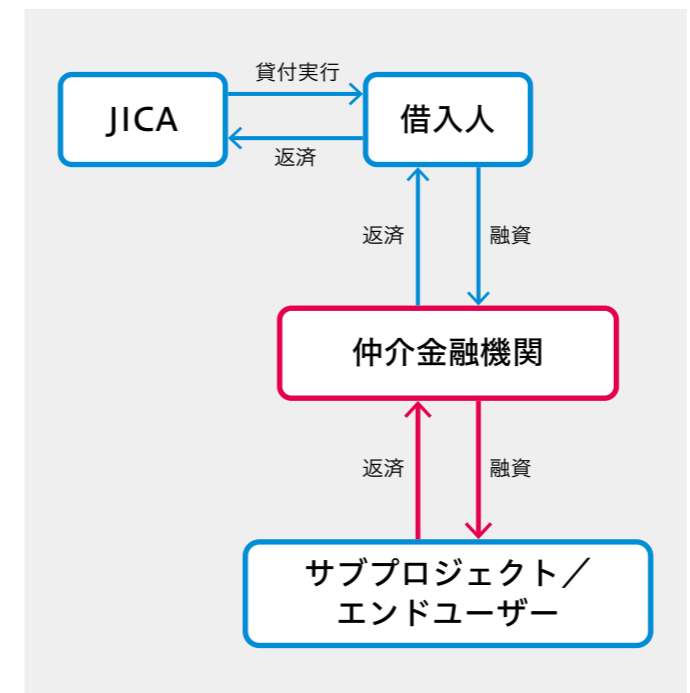 貸付実行
JICA
借入人
返済
返済
融資
仲介金融機関
返済
融資
サブプロジェクト／
エンドユーザー